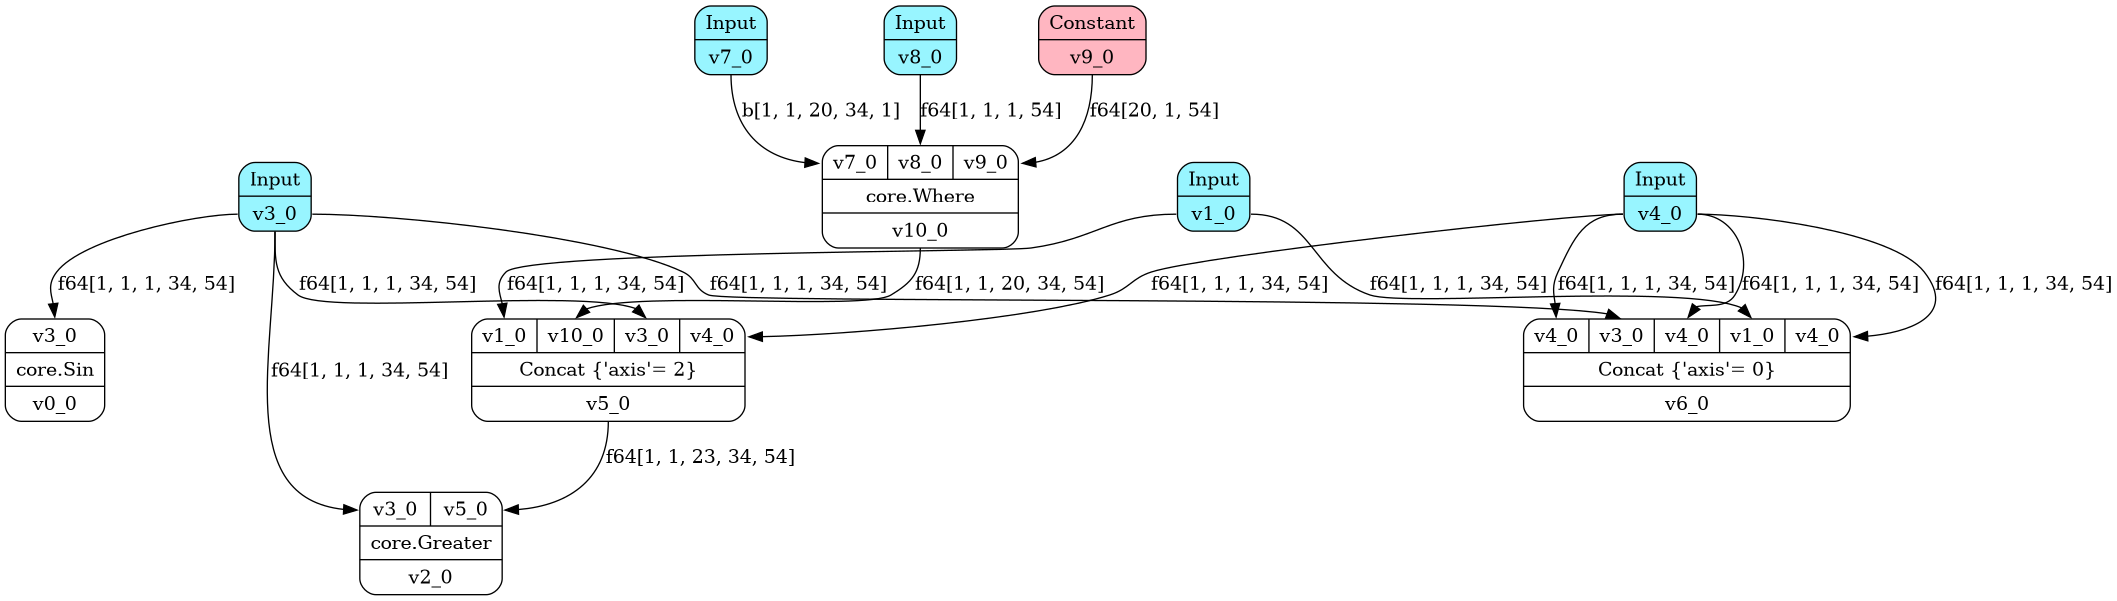 Input
v7_0
Input
v8_0
Constant
v9_0
b[1, 1, 20, 34, 1]
f64[1, 1, 1, 54]
f64[20, 1, 54]
Input
v3_0
v7_0 v8_0 v9_0
core.Where
v10_0
Input
v1_0
Input
v4_0
f64[1, 1, 1, 34, 54]
f64[1, 1, 1, 34, 54]
f64[1, 1, 1, 34, 54]
f64[1, 1, 1, 34, 54]
f64[1, 1, 20, 34, 54]
f64[1, 1, 1, 34, 54]
f64[1, 1, 1, 34, 54]
f64[1, 1, 1, 34, 54]
f64[1, 1, 1, 34, 54]
f64[1, 1, 1, 34, 54]
v3_0
core.Sin
v0_0
f64[1, 1, 1, 34, 54]
v1_0 v10_0 v3_0 v4_0
Concat {'axis'= 2}
v5_0
v4_0 v3_0 v4_0 v1_0 v4_0
Concat {'axis'= 0}
v6_0
f64[1, 1, 23, 34, 54]
v3_0 v5_0
core.Greater
v2_0